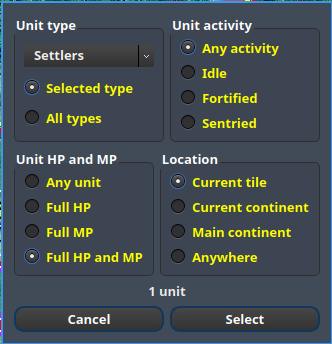 Unit type
Settlers
Selected type
All types
Unit activity
Any activity
Idle
Fortified
Sentried
Unit HP and MP
Any unit
Full HP
Full MP
Full HP and MP
Location
Current tile
Current continent
Main continent
Anywhere
1 unit
Cancel
Select